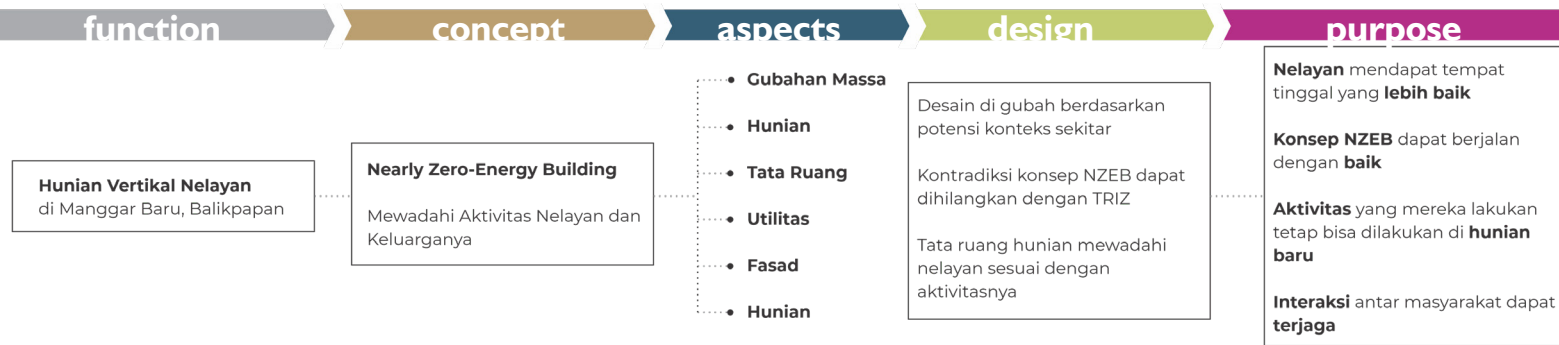 function
concept
aspects
design
purpose
Hunian Vertikal Nelayan
di Manggar Baru, Balikpapan
Nearly Zero-Energy Building
Mewadahi Aktivitas Nelayan dan
Keluarganya
Gubahan Massa
Hunian
Tata Ruang
Utilitas
Fasad
Hunian
Desain di gubah berdasarkan
potensi konteks sekitar
Kontradiksi konsep NZEB dapat
dihilangkan dengan TRIZ
Tata ruang hunian mewadahi
nelayan sesuai dengan
aktivitasnya
Nelayan mendapat tempat
tinggal yang lebih baik
Konsep NZEB dapat berjalan
dengan baik
Aktivitas yang mereka lakukan
tetap bisa dilakukan di hunian
baru
Interaksi antar masyarakat dapat
terjaga